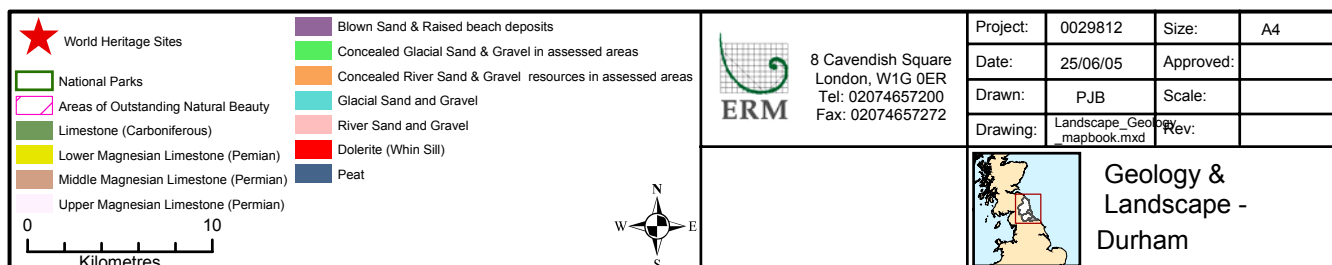 World Heritage Sites
National Parks
Areas of Outstanding Natural Beauty
Limestone (Carboniferous)
Lower Magnesian Limestone (Permian)
Middle Magnesian Limestone (Permian)
Upper Magnesian Limestone (Permian)
0 10
Kilometres
Blown Sand & Raised beach deposits
Concealed Glacial Sand & Gravel in assessed areas
Concealed River Sand & Gravel resources in assessed areas
Glacial Sand and Gravel
River Sand and Gravel
Dolerite (Whin Sill)
Peat
N
W E
S
ERM
8 Cavendish Square
London, W1G 0ER
Tel: 02074657200
Fax: 02074657272
Project: 0029812 Size: A4
Date: 25/06/05 Approved:
Drawn: PJB Scale:
Drawing: Landscape_Geology
_mapbook.mxd Rev:
Geology &
Landscape -
Durham